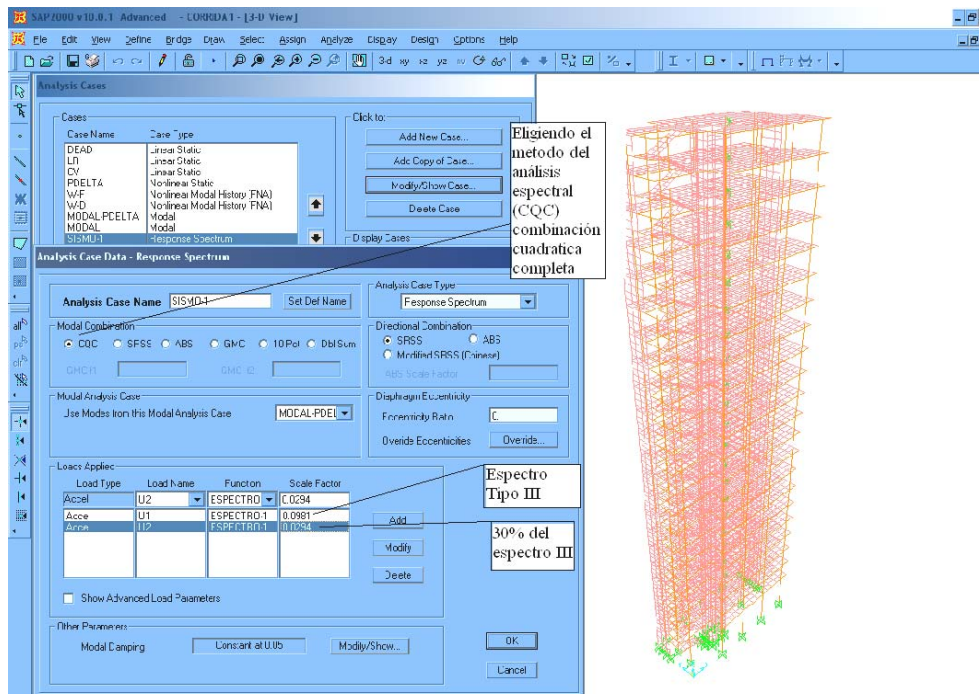 SAP2000 v10.0.1 Advanced - CORRIDA1 - [3-D View]
File Edit View Define Bridge Draw Select Assign Analyze Display Design Options Help
3-d xy xz yz nv
Analysis Cases
Cases
Case Name Case Type
DEAD Linear Static
Linear Static
CV Linear Static
PDELTA Nonlinear Static
W-F Nonlinear Modal History (FNA)
W-D Nonlinear Modal History (FNA)
MODAL-PDELTA Modal
MODAL Modal
SISMO-1 Response Spectrum
Click to:
Add New Case...
Add Copy of Case...
Modify/Show Case...
Delete Case
Display Cases
Eligiendo el
metodo del
análisis
espectral
(CQC)
combinación
cuadratica
completa
Analysis Case Data - Response Spectrum
Analysis Case Name SISMO-1 Set Def Name
Analysis Case Type
Response Spectrum
Modal Combination
CQC SRSS ABS GMC 10 Pct Dbl Sum
GMC f1 GMC f2
Directional Combination
SRSS ABS
Modified SRSS (Chinese)
ABS Scale Factor
Modal Analysis Case
Use Modes from this Modal Analysis Case MODAL-PDEL
Diaphragm Eccentricity
Eccentricity Ratio 0.
Override Eccentricities Override...
Loads Applied
Load Type Load Name Function Scale Factor
Accel U2 ESPECTRO 0.0294
Accel U1 ESPECTRO-1 0.0981
Accel U2 ESPECTRO-1 0.0294
Add
Modify
Delete
Espectro
Tipo III
30% del
espectro III
Show Advanced Load Parameters
Other Parameters
Modal Damping Constant at 0.05 Modify/Show...
OK
Cancel
all
ps
clr